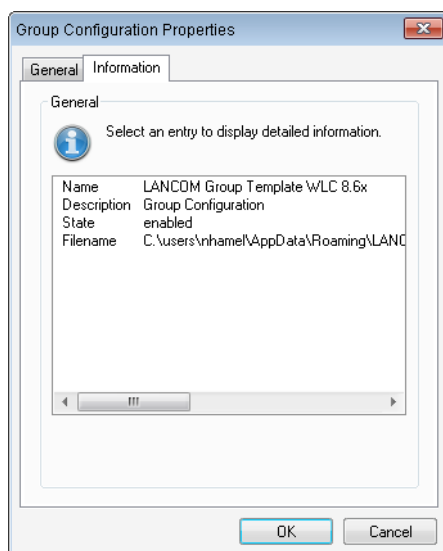 Group Configuration Properties
General Information
General
Select an entry to display detailed information.
Name LANCOM Group Template WLC 8.6x
Description Group Configuration
State enabled
Filename C:\users\nhamel\AppData\Roaming\LANC
OK Cancel